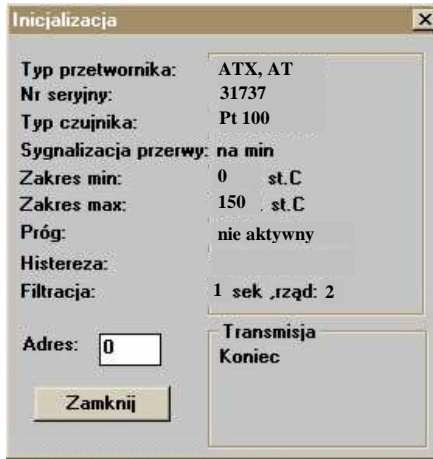 Inicjalizacja
Typ przetwornika: ATX, AT
Nr seryjny: 31737
Typ czujnika: Pt 100
Sygnalizacja przerwy: na min
Zakres min: 0 st.C
Zakres max: 150 st.C
Próg: nie aktywny
Histereza:
Filtracja: 1 sek ,rząd: 2
Adres: 0
Zamknij
Transmisja
Koniec